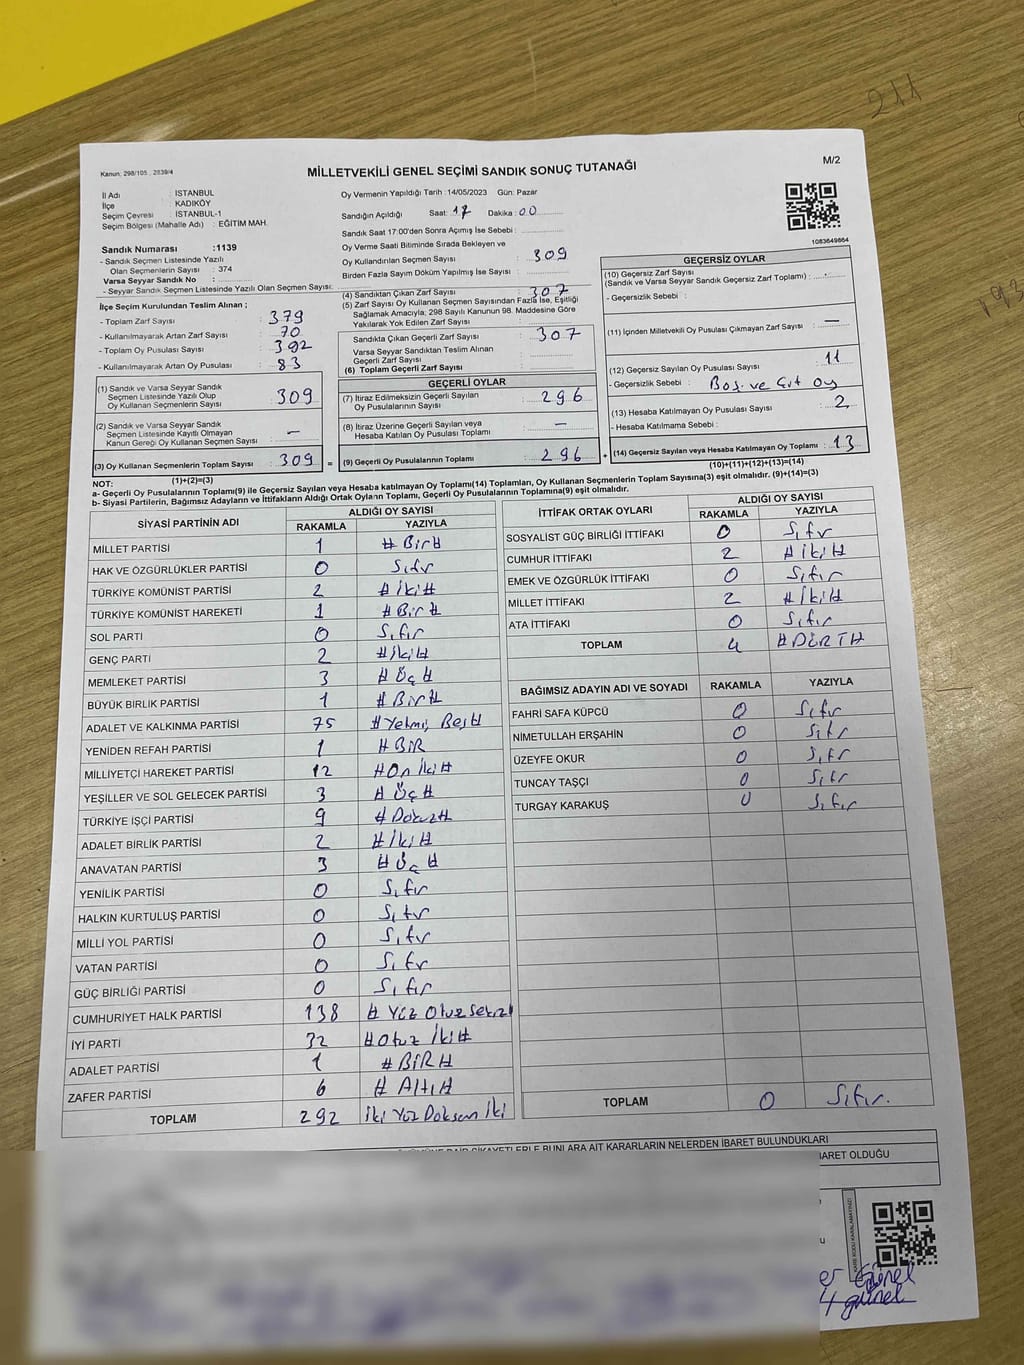 211
193
Kanun: 298/105 , 2839/4
MİLLETVEKİLİ GENEL SEÇİMİ SANDIK SONUÇ TUTANAĞI
M/2
İl Adı : İSTANBUL
İlçe : KADIKÖY
Seçim Çevresi : İSTANBUL-1
Seçim Bölgesi (Mahalle Adı) : EĞİTİM MAH.
Oy Vermenin Yapıldığı Tarih : 14/05/2023 Gün: Pazar
Sandığın Açıldığı Saat: 17 Dakika: 00
Sandık Saat 17:00'den Sonra Açımış İse Sebebi :
Oy Verme Saati Bitiminde Sırada Bekleyen ve
Oy Kullandırılan Seçmen Sayısı : 309
Birden Fazla Sayım Döküm Yapılmış İse Sayısı :
1083649864
Sandık Numarası :1139
- Sandık Seçmen Listesinde Yazılı
Olan Seçmenlerin Sayısı : 374
Varsa Seyyar Sandık No :
- Seyyar Sandık Seçmen Listesinde Yazılı Olan Seçmen Sayısı:
İlçe Seçim Kurulundan Teslim Alınan ;
- Toplam Zarf Sayısı : 379
- Kullanılmayarak Artan Zarf Sayısı : 70
- Toplam Oy Pusulası Sayısı : 392
- Kullanılmayarak Artan Oy Pusulası : 83
(1) Sandık ve Varsa Seyyar Sandık
Seçmen Listesinde Yazılı Olup
Oy Kullanan Seçmenlerin Sayısı : 309
(2) Sandık ve Varsa Seyyar Sandık
Seçmen Listesinde Kayıtlı Olmayan
Kanun Gereği Oy Kullanan Seçmen Sayısı : –
(3) Oy Kullanan Seçmenlerin Toplam Sayısı : 309 =
(1)+(2)=(3)
(4) Sandıktan Çıkan Zarf Sayısı : 307
(5) Zarf Sayısı Oy Kullanan Seçmen Sayısından Fazla İse, Eşitliği
Sağlamak Amacıyla; 298 Sayılı Kanunun 98. Maddesine Göre
Yakılarak Yok Edilen Zarf Sayısı :
Sandıkta Çıkan Geçerli Zarf Sayısı : 307
Varsa Seyyar Sandıktan Teslim Alınan
Geçerli Zarf Sayısı :
(6) Toplam Geçerli Zarf Sayısı :
GEÇERLİ OYLAR
(7) İtiraz Edilmeksizin Geçerli Sayılan
Oy Pusulalarının Sayısı : 296
(8) İtiraz Üzerine Geçerli Sayılan veya
Hesaba Katılan Oy Pusulası Toplamı : –
(9) Geçerli Oy Pusulalarının Toplamı : 296 +
GEÇERSİZ OYLAR
(10) Geçersiz Zarf Sayısı
(Sandık ve Varsa Seyyar Sandık Geçersiz Zarf Toplamı) :
- Geçersizlik Sebebi :
(11) İçinden Milletvekili Oy Pusulası Çıkmayan Zarf Sayısı : –
(12) Geçersiz Sayılan Oy Pusulası Sayısı : 11
- Geçersizlik Sebebi : Boş ve Çift Oy
(13) Hesaba Katılmayan Oy Pusulası Sayısı : 2
- Hesaba Katılmama Sebebi :
(14) Geçersiz Sayılan veya Hesaba Katılmayan Oy Toplamı : 13
(10)+(11)+(12)+(13)=(14)
NOT:
a- Geçerli Oy Pusulalarının Toplamı(9) ile Geçersiz Sayılan veya Hesaba katılmayan Oy Toplamı(14) Toplamları, Oy Kullanan Seçmenlerin Toplam Sayısına(3) eşit olmalıdır. (9)+(14)=(3)
b- Siyasi Partilerin, Bağımsız Adayların ve İttifakların Aldığı Ortak Oyların Toplamı, Geçerli Oy Pusulalarının Toplamına(9) eşit olmalıdır.
SİYASİ PARTİNİN ADI ALDIĞI OY SAYISI
RAKAMLA YAZIYLA
MİLLET PARTİSİ 1 # Bir #
HAK VE ÖZGÜRLÜKLER PARTİSİ 0 Sıfır
TÜRKİYE KOMÜNİST PARTİSİ 2 # İki #
TÜRKİYE KOMÜNİST HAREKETİ 1 # Bir #
SOL PARTİ 0 Sıfır
GENÇ PARTİ 2 # İki #
MEMLEKET PARTİSİ 3 # Üç #
BÜYÜK BİRLİK PARTİSİ 1 # Bir #
ADALET VE KALKINMA PARTİSİ 75 # Yetmiş Beş #
YENİDEN REFAH PARTİSİ 1 # BİR
MİLLİYETÇİ HAREKET PARTİSİ 12 # On İki #
YEŞİLLER VE SOL GELECEK PARTİSİ 3 # Üç #
TÜRKİYE İŞÇİ PARTİSİ 9 # Dokuz #
ADALET BİRLİK PARTİSİ 2 # İki #
ANAVATAN PARTİSİ 3 # Üç #
YENİLİK PARTİSİ 0 Sıfır
HALKIN KURTULUŞ PARTİSİ 0 Sıfır
MİLLİ YOL PARTİSİ 0 Sıfır
VATAN PARTİSİ 0 Sıfır
GÜÇ BİRLİĞİ PARTİSİ 0 Sıfır
CUMHURİYET HALK PARTİSİ 138 # Yüz Otuz Sekiz
İYİ PARTİ 32 # Otuz İki #
ADALET PARTİSİ 1 # BİR #
ZAFER PARTİSİ 6 # Altı #
TOPLAM 292 İki Yüz Doksan İki
İTTİFAK ORTAK OYLARI ALDIĞI OY SAYISI
RAKAMLA YAZIYLA
SOSYALİST GÜÇ BİRLİĞİ İTTİFAKI 0 Sıfır
CUMHUR İTTİFAKI 2 # İki #
EMEK VE ÖZGÜRLÜK İTTİFAKI 0 Sıfır
MİLLET İTTİFAKI 2 # İki #
ATA İTTİFAKI 0 Sıfır
TOPLAM 4 # DÖRT #
BAĞIMSIZ ADAYIN ADI VE SOYADI RAKAMLA YAZIYLA
FAHRİ SAFA KÜPCÜ 0 Sıfır
NİMETULLAH ERŞAHİN 0 Sıfır
ÜZEYFE OKUR 0 Sıfır
TUNCAY TAŞÇI 0 Sıfır
TURGAY KARAKUŞ 0 Sıfır
TOPLAM 0 Sıfır.
ŞİKAYETLERLE BUNLARA AİT KARARLARIN NELERDEN İBARET BULUNDUKLARI
BARET OLDUĞU